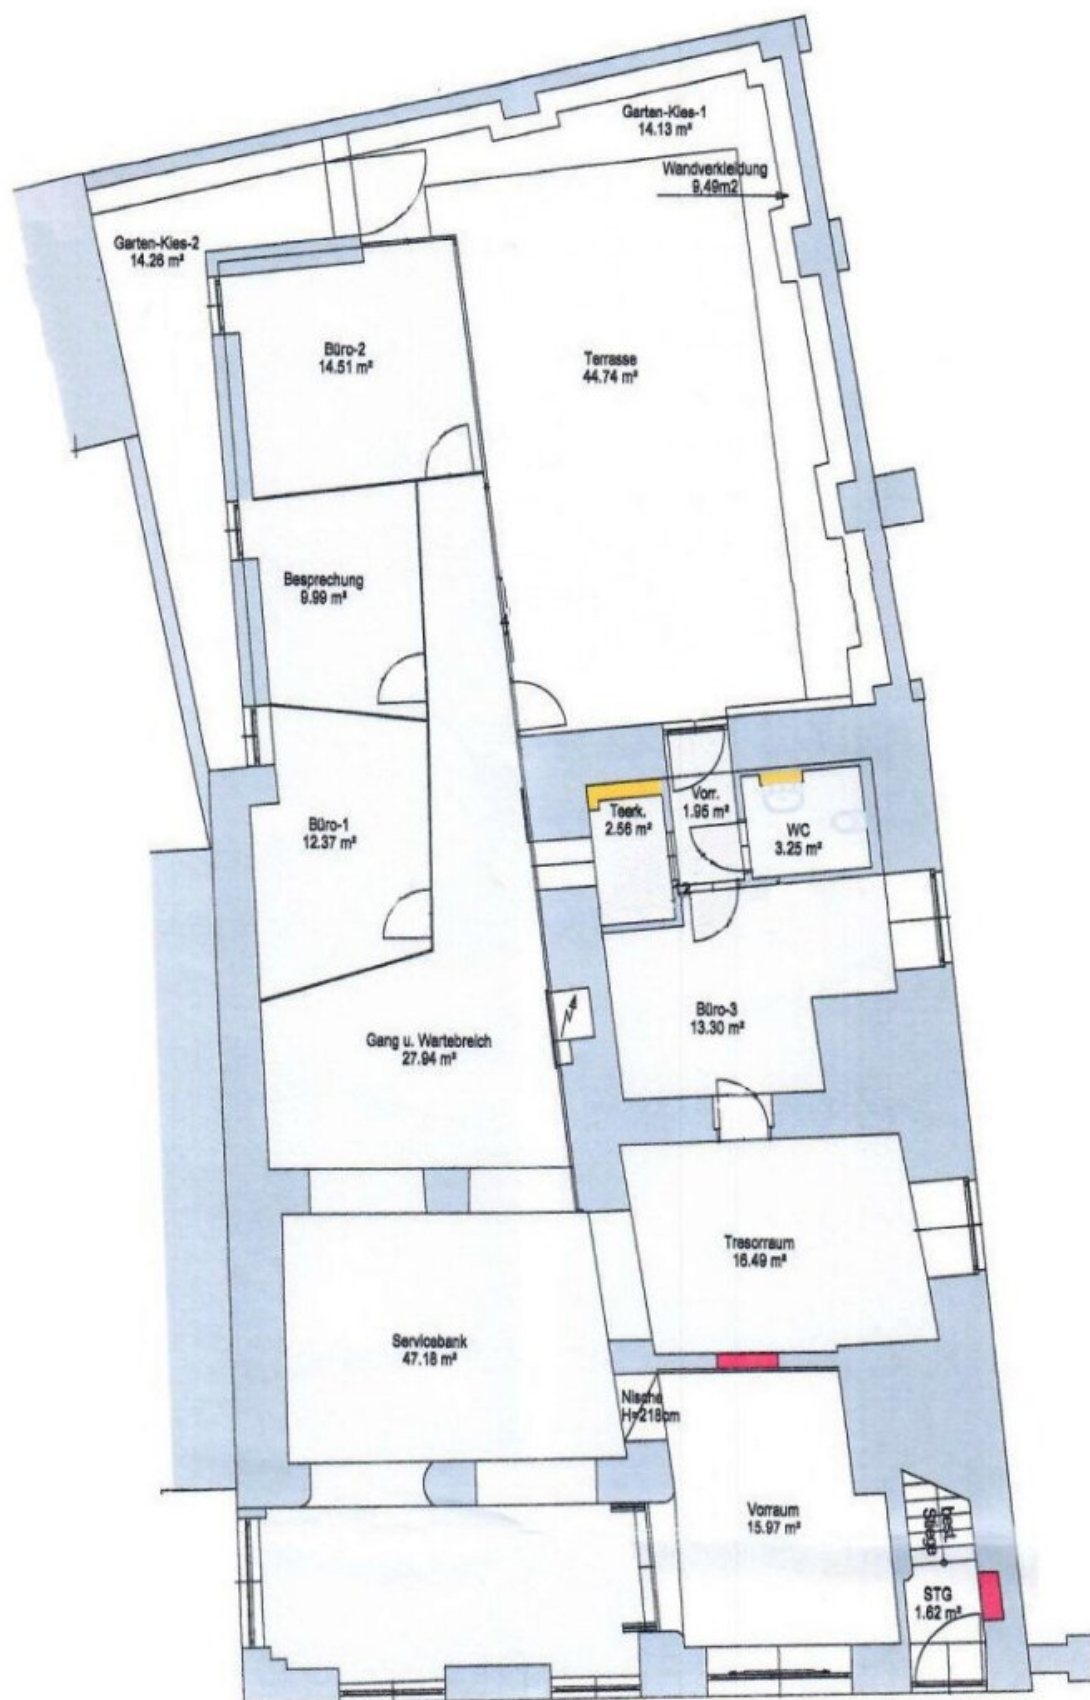 Garten-Kies-1
14.13 m²
Wandverkleidung
9,49m2
Garten-Kies-2
14.26 m²
Büro-2
14.51 m²
Terrasse
44.74 m²
Besprechung
9.99 m²
Büro-1
12.37 m²
Teek.
2.56 m²
Vorr.
1.95 m²
WC
3.25 m²
Büro-3
13.30 m²
Gang u. Wartebreich
27.94 m²
Tresorraum
16.49 m²
Servicebank
47.18 m²
Nische
H=218cm
Vorraum
15.97 m²
best.
Stiege
STG
1.62 m²